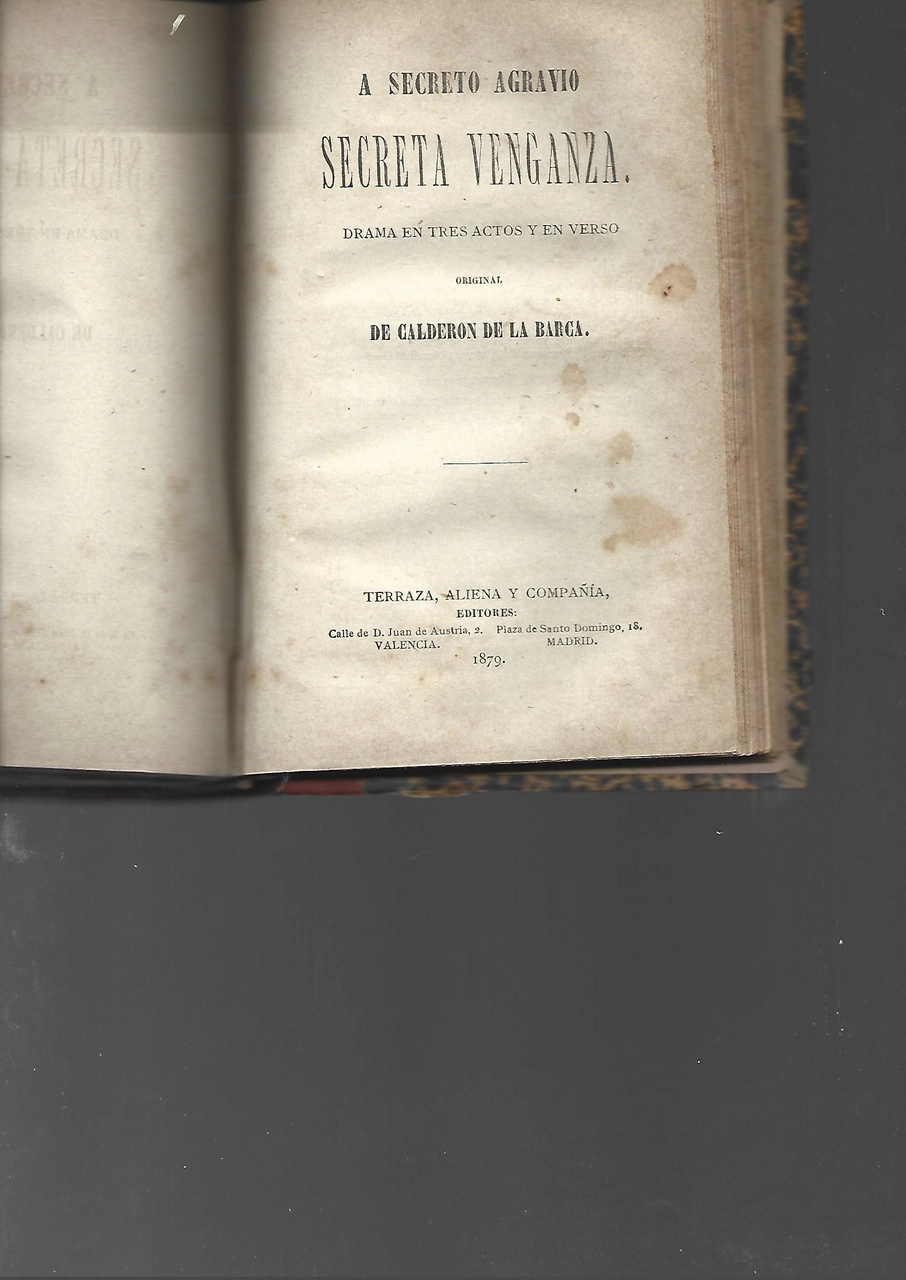 A SECRETO AGRAVIO
SECRETA VENGANZA.
DRAMA EN TRES ACTOS Y EN VERSO
ORIGINAL
DE CALDERON DE LA BARCA.
TERRAZA, ALIENA Y COMPAÑÍA,
EDITORES:
Calle de D. Juan de Austria, 2. Plaza de Santo Domingo, 18.
VALENCIA. MADRID.
1879.